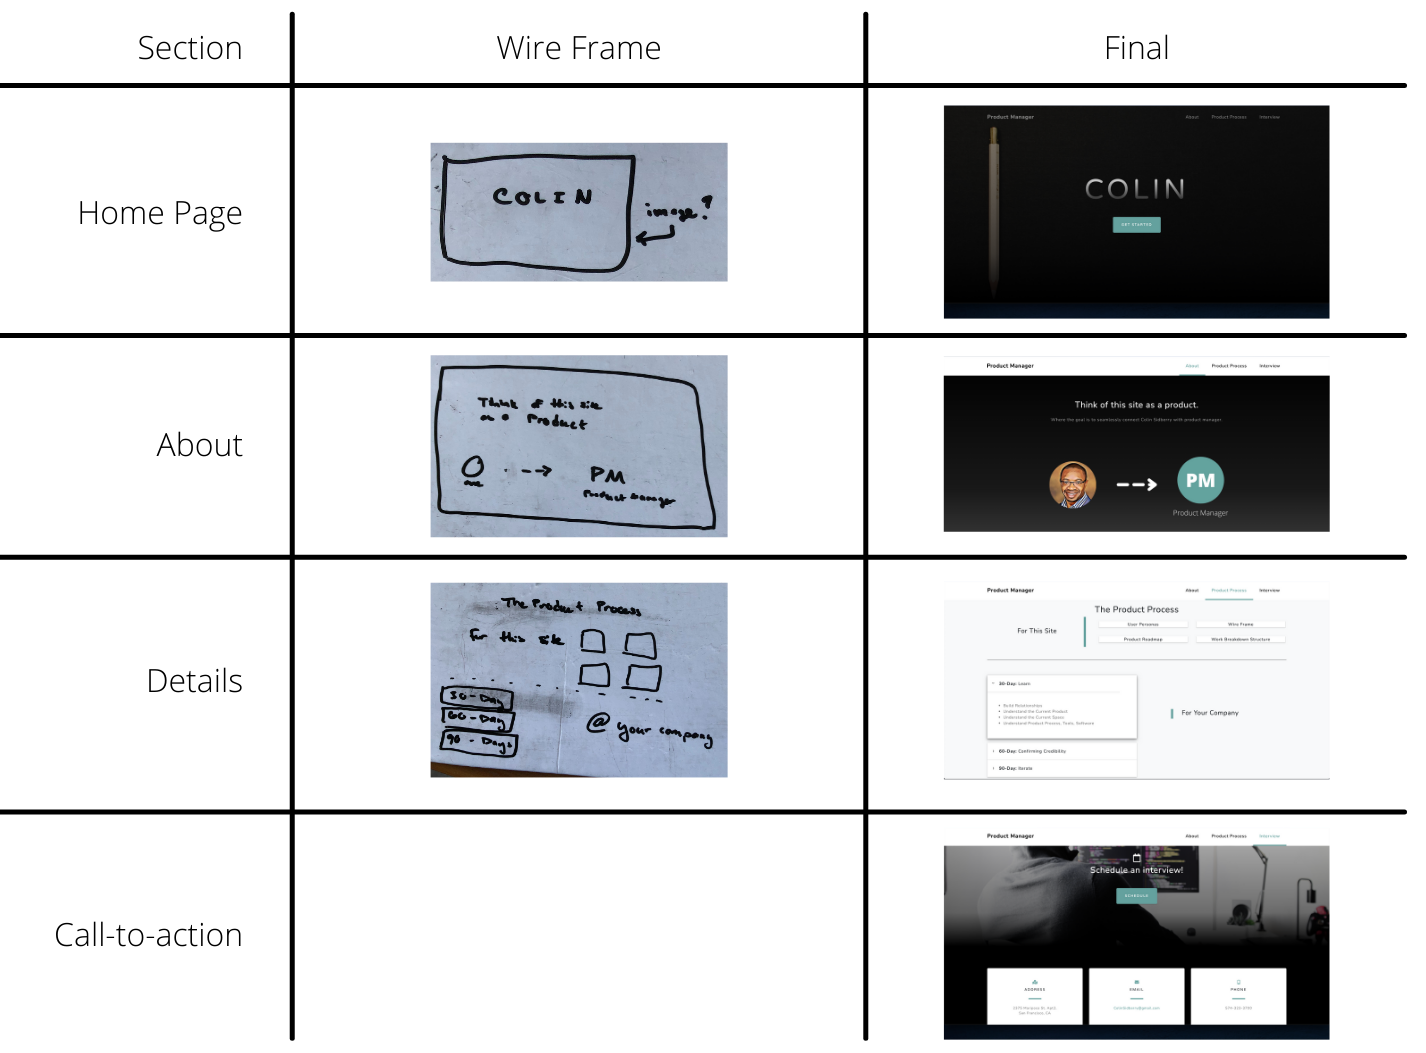 Section
Wire Frame
Final
Home Page
COLIN
image?
Product Manager
About
Product Process
Interview
COLIN
GET STARTED
About
Think of this site
as a Product
me
PM
Product Manager
Product Manager
About
Product Process
Interview
Think of this site as a product.
Where the goal is to seamlessly connect Colin with product manager
PM
Product Manager
Details
The Product Process
for this site
30-Day
60-Day
90-Days
@ your company
Product Manager
About
Product Process
Interview
The Product Process
For This Site
User Personas
Wire Frame
Product Roadmap
Work Breakdown Structure
30-Day: Learn
Build Relationships
Understand the Current Product
Understand the Current Space
Understand Product Process, Tools, Software
For Your Company
60-Day: Confirming Credibility
90-Day: Iterate
Call-to-action
Product Manager
About
Product Process
Interview
Schedule an interview!
SCHEDULE
ADDRESS
EMAIL
PHONE
San Francisco, CA